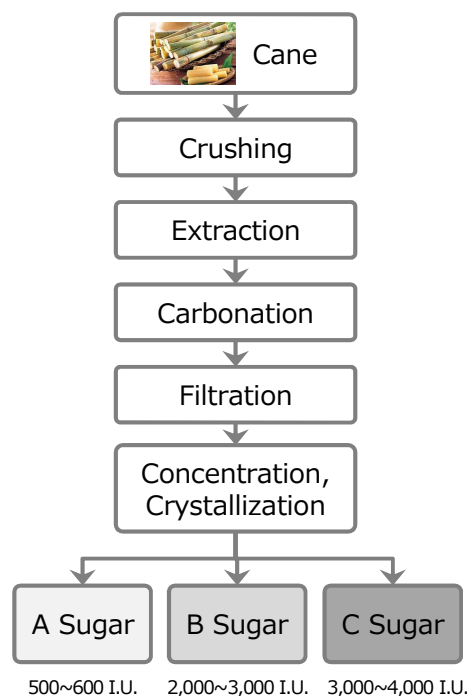 Cane
Crushing
Extraction
Carbonation
Filtration
Concentration,
Crystallization
A Sugar
B Sugar
C Sugar
500~600 I.U.
2,000~3,000 I.U.
3,000~4,000 I.U.